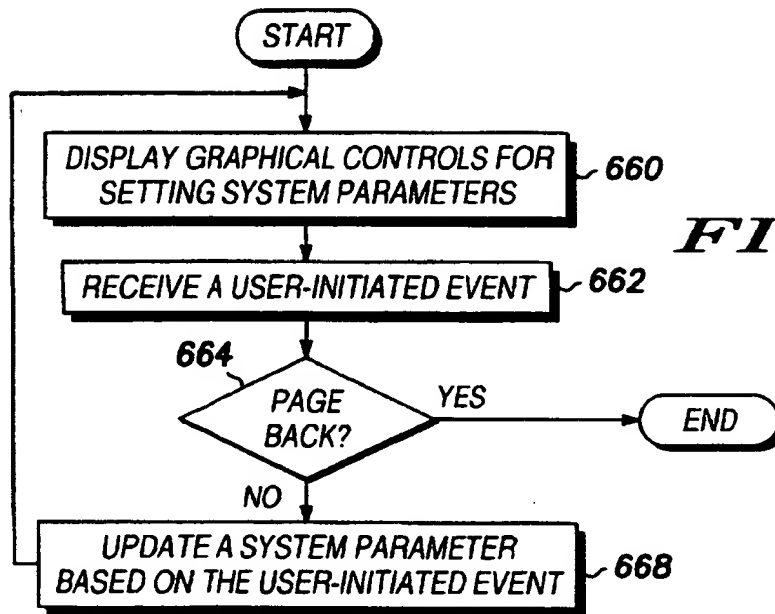 START
DISPLAY GRAPHICAL CONTROLS FOR
SETTING SYSTEM PARAMETERS
660
FI
RECEIVE A USER-INITIATED EVENT
662
664
PAGE
BACK?
YES
END
NO
UPDATE A SYSTEM PARAMETER
BASED ON THE USER-INITIATED EVENT
668